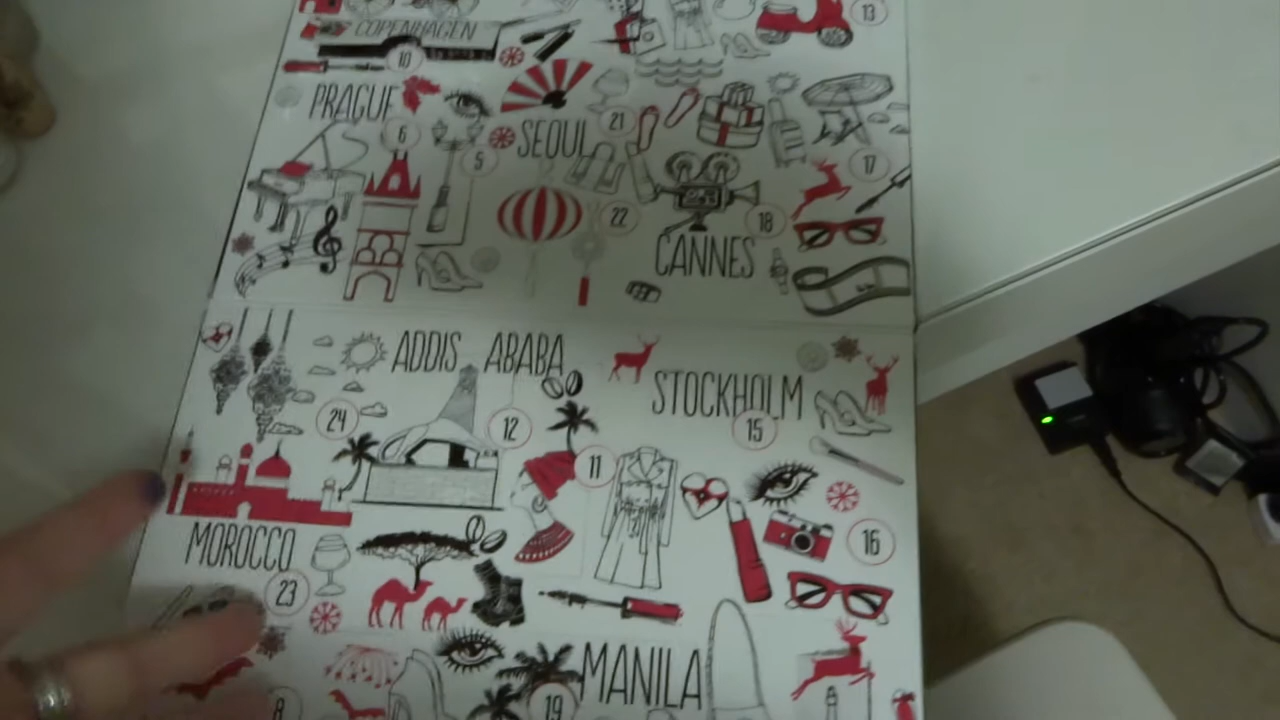 13
COPENHAGEN
10
PRAGUE
21
SEOUL
6
5
17
22
18
CANNES
ADDIS ABABA
STOCKHOLM
24
12
15
11
MOROCCO
16
23
MANILA
8
19